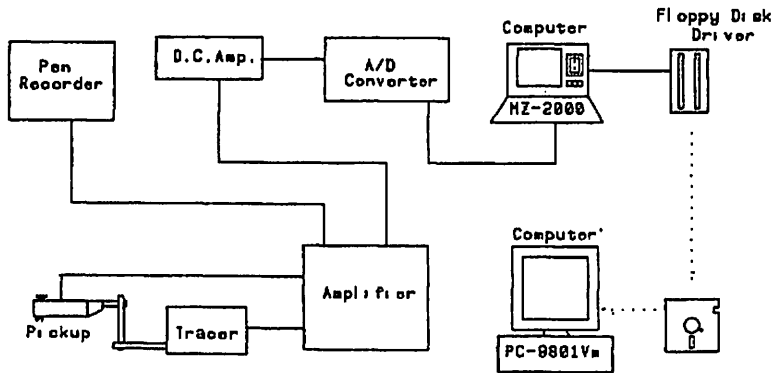 Computer
Floppy Disk
Driver
Pen
Recorder
D.C.Amp.
A/D
Convertor
MZ-2000
Computer'
Amplifier
Pickup
Tracer
PC-9801Vm